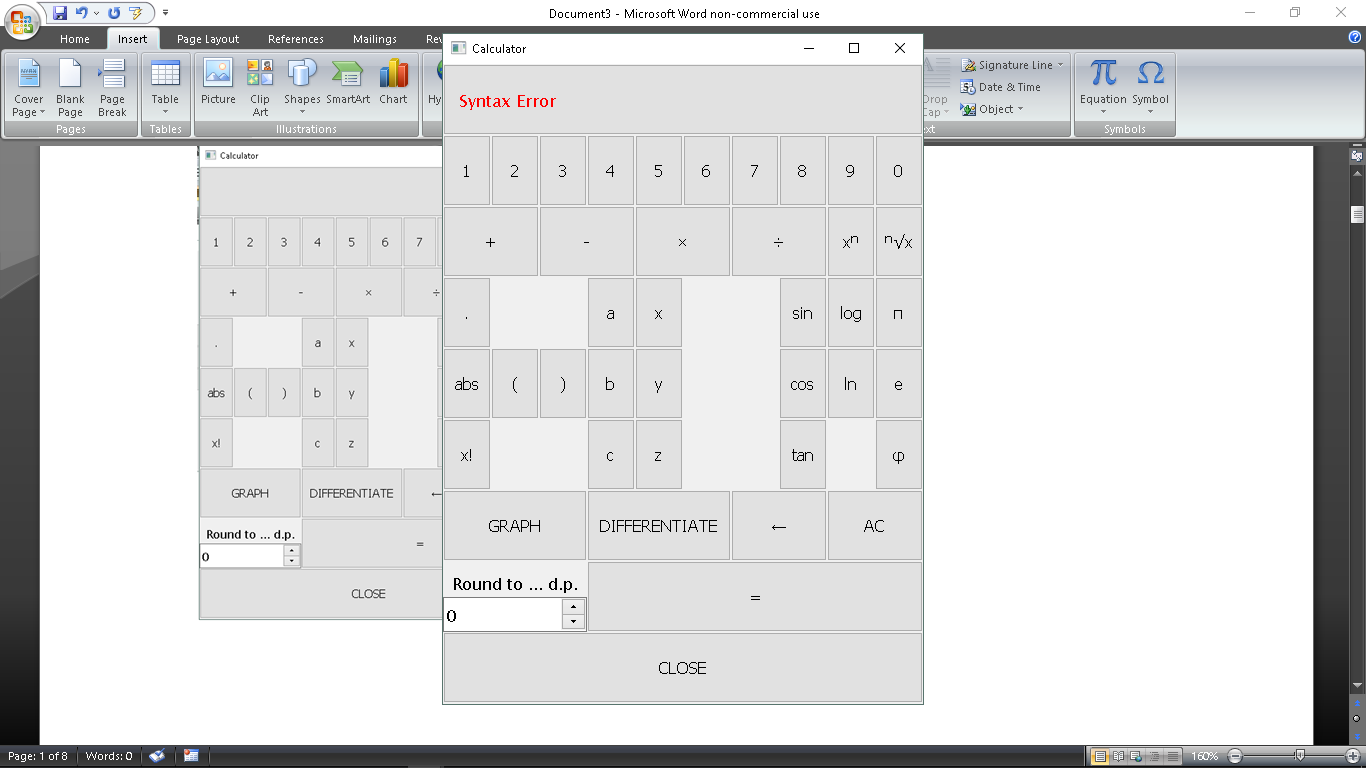 Document3 - Microsoft Word non-commercial use
Home Insert Page Layout References Mailings
Cover Page
Blank Page
Page Break
Pages
Table
Tables
Picture
Clip Art
Shapes
SmartArt
Chart
Illustrations
Signature Line
Date & Time
Object
Drop Cap
Equation
Symbol
Symbols
Calculator
1 2 3 4 5 6 7
+ - × ÷
. a x
abs ( ) b y
x! c z
GRAPH DIFFERENTIATE ←
Round to ... d.p.
0 =
CLOSE
Calculator
Syntax Error
1 2 3 4 5 6 7 8 9 0
+ - × ÷ xⁿ ⁿ√x
. a x sin log π
abs ( ) b y cos ln e
x! c z tan φ
GRAPH DIFFERENTIATE ← AC
Round to ... d.p.
0 =
CLOSE
Page: 1 of 8 Words: 0 160%